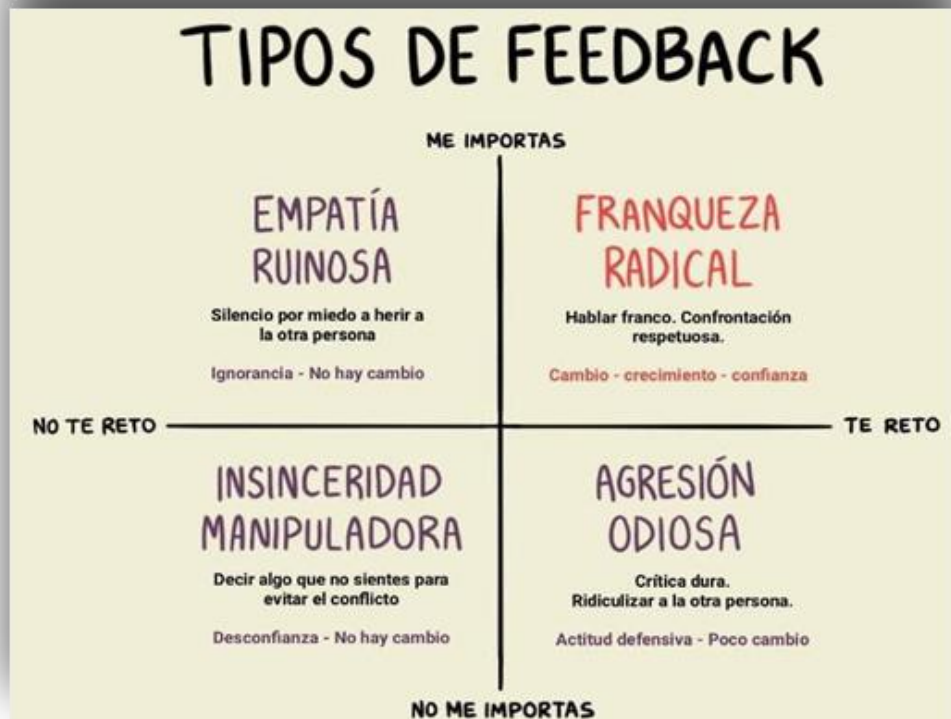 TIPOS DE FEEDBACK
ME IMPORTAS
EMPATÍA
RUINOSA
Silencio por miedo a herir a
la otra persona
Ignorancia - No hay cambio
FRANQUEZA
RADICAL
Hablar franco. Confrontación
respetuosa.
Cambio - crecimiento - confianza
NO TE RETO
TE RETO
INSINCERIDAD
MANIPULADORA
Decir algo que no sientes para
evitar el conflicto
Desconfianza - No hay cambio
AGRESIÓN
ODIOSA
Crítica dura.
Ridiculizar a la otra persona.
Actitud defensiva - Poco cambio
NO ME IMPORTAS